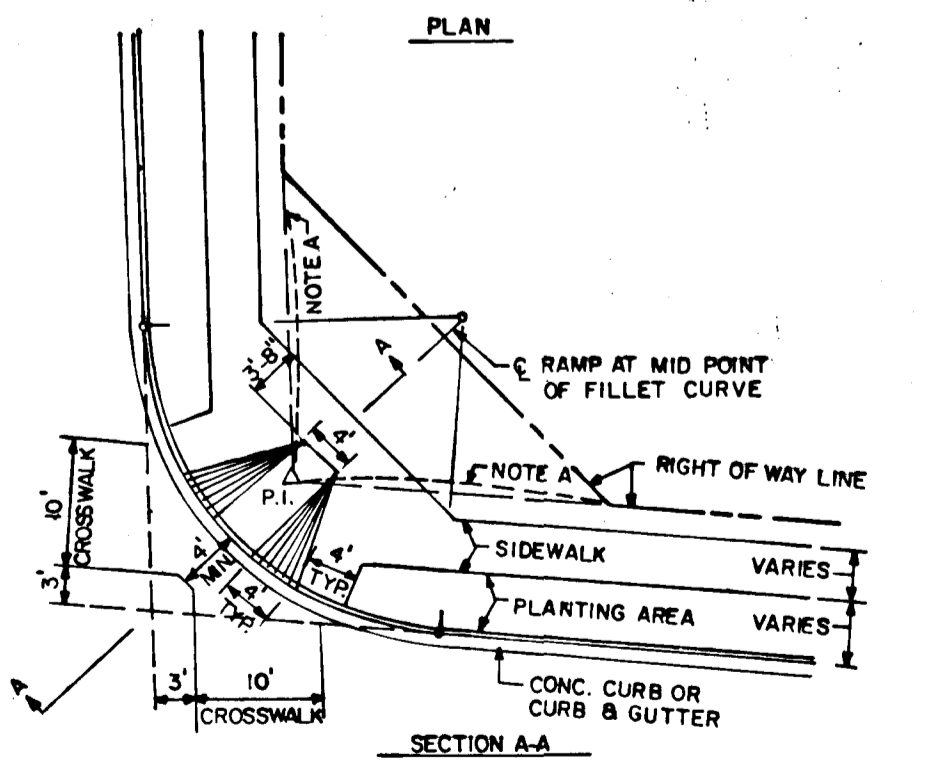 PLAN
NOTE A
3'-8"
A
℄ RAMP AT MID POINT
OF FILLET CURVE
4'
P.I.
NOTE A
RIGHT OF WAY LINE
10'
CROSSWALK
3'
4'
MIN.
4'
TYP.
4'
TYP.
SIDEWALK
VARIES
PLANTING AREA
VARIES
A
3'
10'
CROSSWALK
CONC. CURB OR
CURB & GUTTER
SECTION A-A